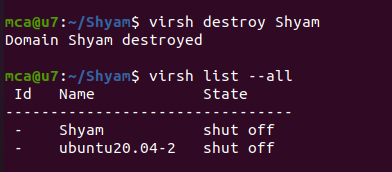 mca@u7:~/Shyam$ virsh destroy Shyam
Domain Shyam destroyed
mca@u7:~/Shyam$ virsh list --all
Id Name State
--------------------------------
- Shyam shut off
- ubuntu20.04-2 shut off